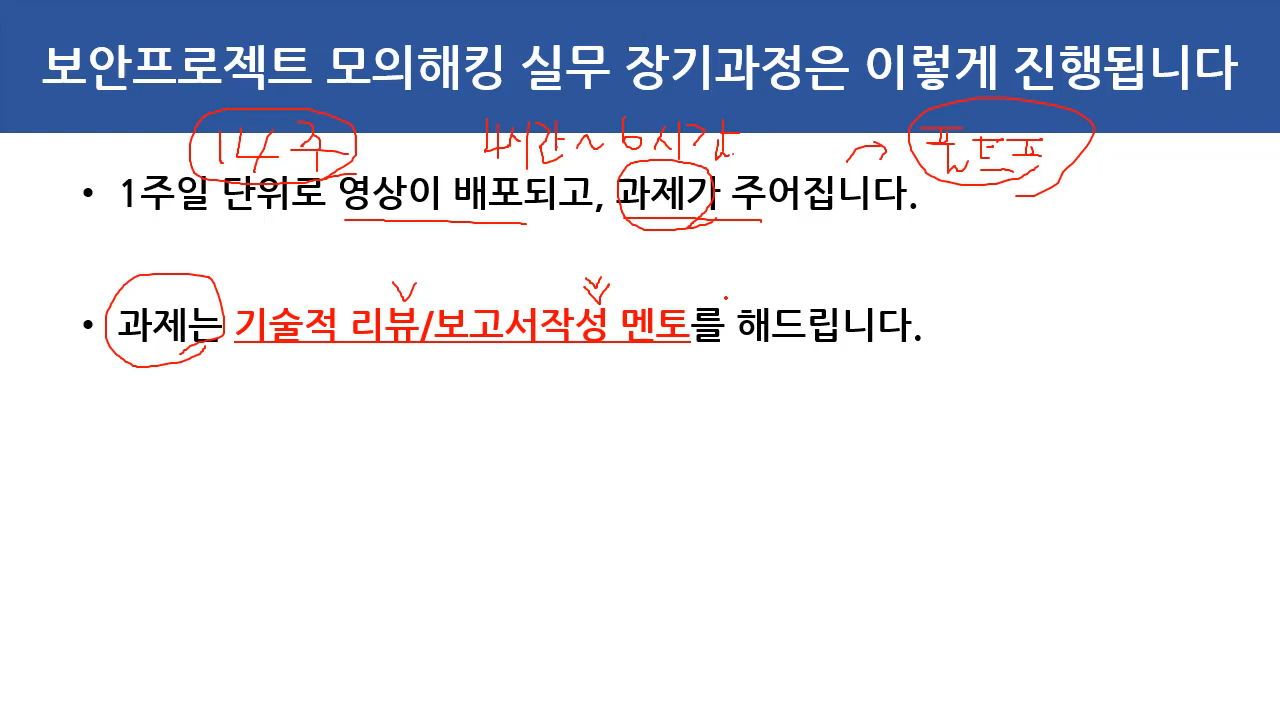 보안프로젝트 모의해킹 실무 장기과정은 이렇게 진행됩니다
14주 4시간~6시간 → 폰트포
• 1주일 단위로 영상이 배포되고, 과제가 주어집니다.
• 과제는 기술적 리뷰/보고서작성 멘토를 해드립니다.